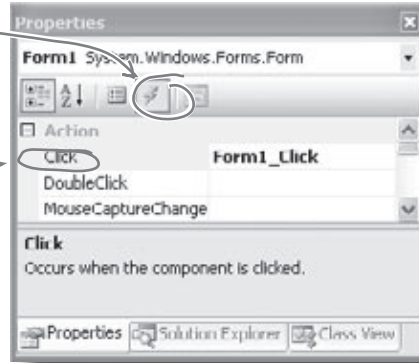 Properties
Form1 System.Windows.Forms.Form
Action
Click Form1_Click
DoubleClick
MouseCaptureChange
Click
Occurs when the component is clicked.
Properties Solution Explorer Class View